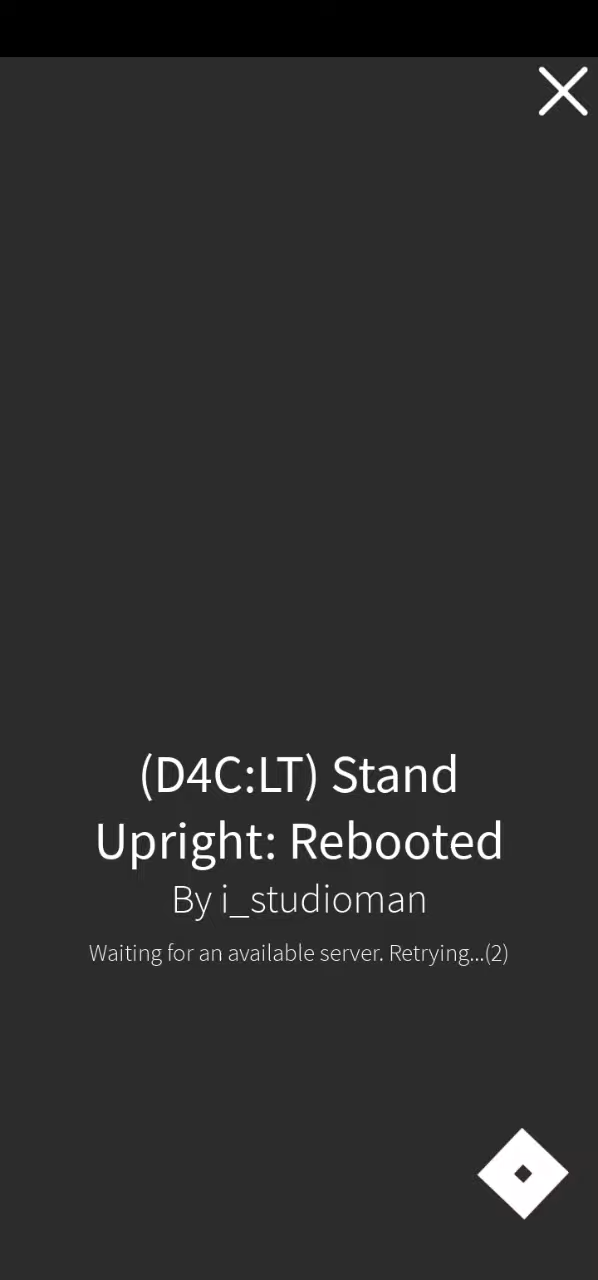 (D4C:LT) Stand
Upright: Rebooted
By i_studioman
Waiting for an available server. Retrying...(2)